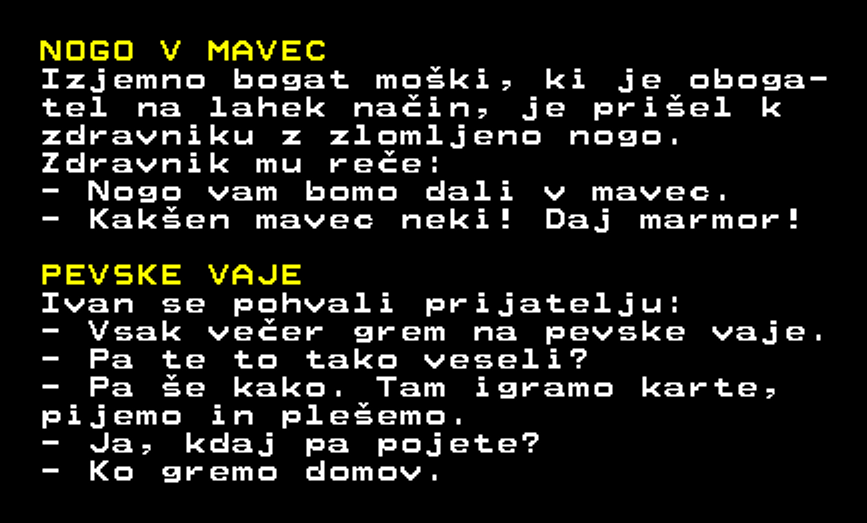 NOGO V MAVEC
Izjemno bogat moški, ki je oboga-
tel na lahek način, je prišel k
zdravniku z zlomljeno nogo.
Zdravnik mu reče:
- Nogo vam bomo dali v mavec.
- Kakšen mavec neki! Daj marmor!
PEVSKE VAJE
Ivan se pohvali prijatelju:
- Vsak večer grem na pevske vaje.
- Pa te to tako veseli?
- Pa še kako. Tam igramo karte,
pijemo in plešemo.
- Ja, kdaj pa pojete?
- Ko gremo domov.